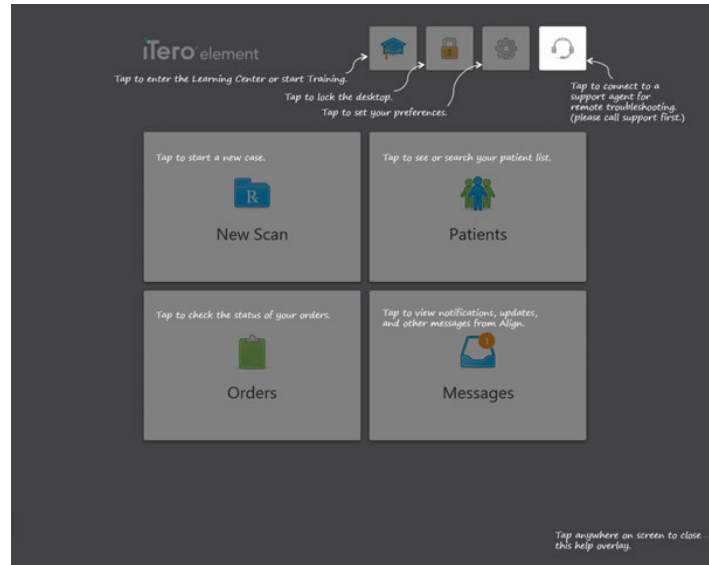 iTero element
Tap to enter the Learning Center or start Training.
Tap to lock the desktop.
Tap to set your preferences.
Tap to connect to a
support agent for
remote troubleshooting.
(please call support first.)
Tap to start a new case.
Rx
New Scan
Tap to see or search your patient list.
Patients
Tap to check the status of your orders.
Orders
Tap to view notifications, updates,
and other messages from Align.
1
Messages
Tap anywhere on screen to close
this help overlay.